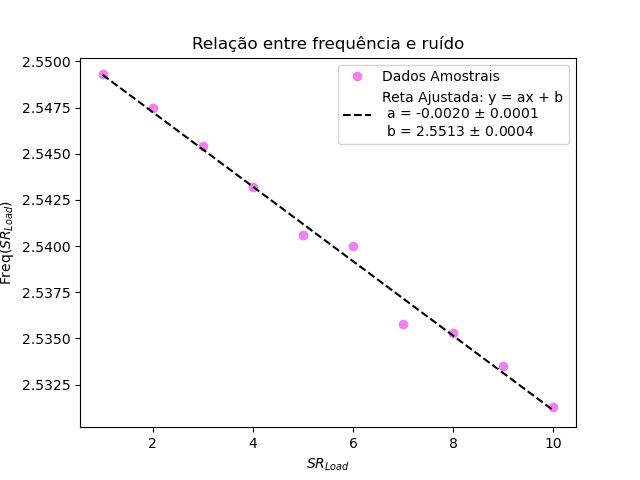 Relação entre frequência e ruído
Dados Amostrais
Reta Ajustada: y = ax + b
a = -0.0020 ± 0.0001
b = 2.5513 ± 0.0004
Freq(SR_Load)
2.5500
2.5475
2.5450
2.5425
2.5400
2.5375
2.5350
2.5325
2 4 6 8 10
SR_Load